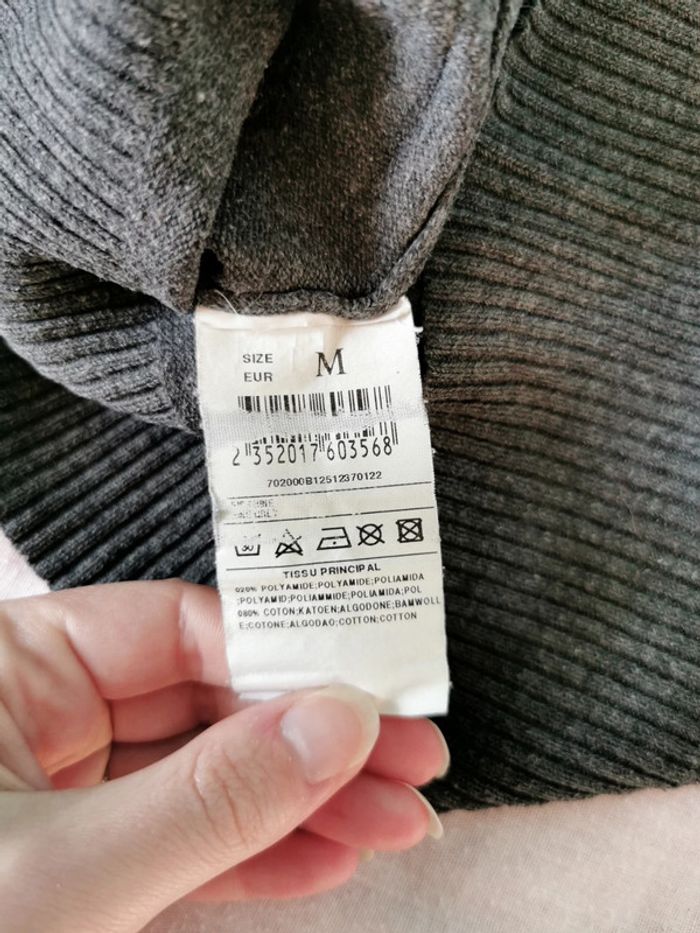 SIZE
EUR
M
2 352017 603568
702000B12512370122
30
TISSU PRINCIPAL
020% POLYAMIDE;POLYAMIDE;POLIAMIDA
;POLYAMID;POLIAMMIDE;POLIAMIDA;POL
080% COTON;KATOEN;ALGODONE;BAMWOLL
E;COTONE;ALGODAO;COTTON;COTTON